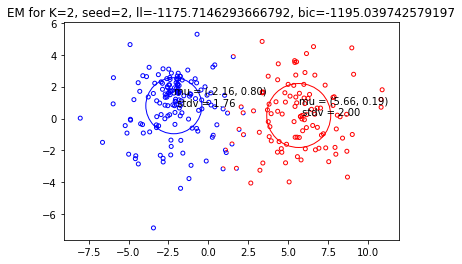 EM for K=2, seed=2, ll=-1175.7146293666792, bic=-1195.039742579197
6
4
2
0
−2
−4
−6
mu = (-2.16, 0.80)
stdv = 1.76
mu = (5.66, 0.19)
stdv = 2.00
−7.5 −5.0 −2.5 0.0 2.5 5.0 7.5 10.0